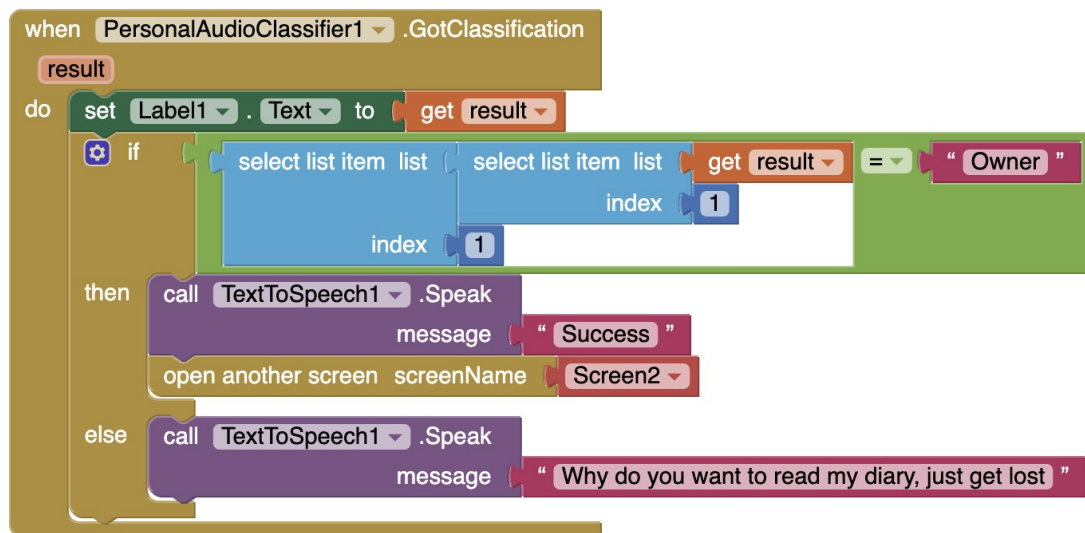 when PersonalAudioClassifier1 .GotClassification
result
do set Label1 . Text to get result
if select list item list select list item list get result = " Owner "
index 1
index 1
then call TextToSpeech1 .Speak
message " Success "
open another screen screenName Screen2
else call TextToSpeech1 .Speak
message " Why do you want to read my diary, just get lost "